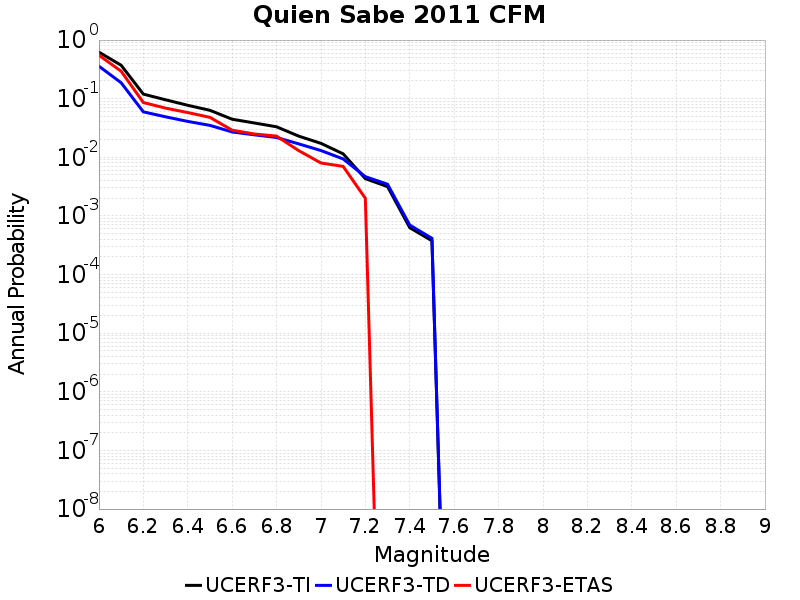 Quien Sabe 2011 CFM
Annual Probability
10^0
10^-1
10^-2
10^-3
10^-4
10^-5
10^-6
10^-7
10^-8
6 6.2 6.4 6.6 6.8 7 7.2 7.4 7.6 7.8 8 8.2 8.4 8.6 8.8 9
Magnitude
UCERF3-TI UCERF3-TD UCERF3-ETAS